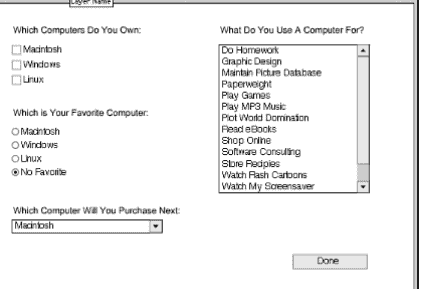 Layer Name
Which Computers Do You Own:
Macintosh
Windows
Linux
Which is Your Favorite Computer:
Macintosh
Windows
Linux
No Favorite
Which Computer Will You Purchase Next:
Macintosh
What Do You Use A Computer For?
Do Homework
Graphic Design
Maintain Picture Database
Paperweight
Play Games
Play MP3 Music
Plot World Domination
Read eBooks
Shop Online
Software Consulting
Store Redpies
Watch Flash Cartoons
Watch My Screensaver
Done